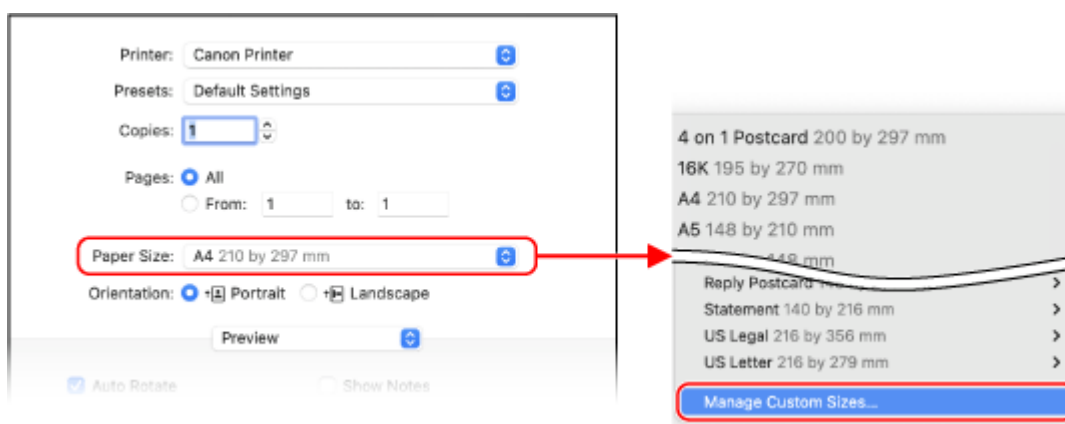 Printer: Canon Printer
Presets: Default Settings
Copies: 1
Pages: All
From: 1 to: 1
Paper Size: A4 210 by 297 mm
Orientation: Portrait Landscape
Preview
Auto Rotate Show Notes
4 on 1 Postcard 200 by 297 mm
16K 195 by 270 mm
A4 210 by 297 mm
A5 148 by 210 mm
148 mm
Reply Postcard
Statement 140 by 216 mm
US Legal 216 by 356 mm
US Letter 216 by 279 mm
Manage Custom Sizes...